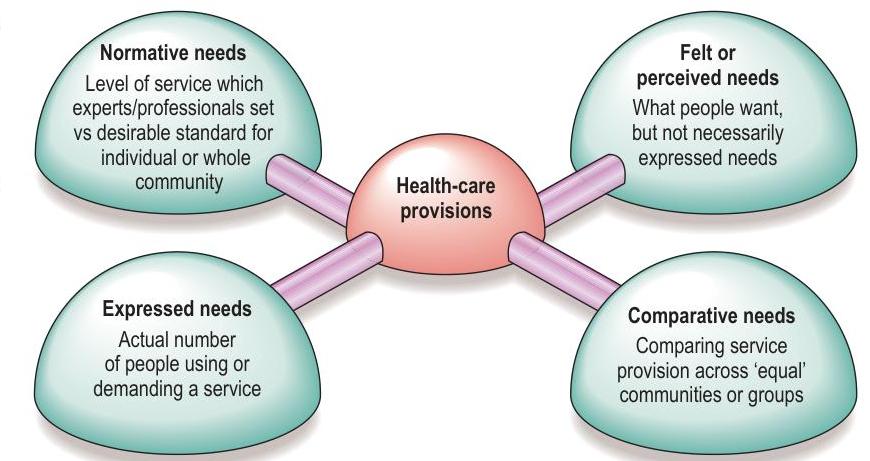 Normative needs
Level of service which
experts/professionals set
vs desirable standard for
individual or whole
community
Felt or
perceived needs
What people want,
but not necessarily
expressed needs
Health-care
provisions
Expressed needs
Actual number
of people using or
demanding a service
Comparative needs
Comparing service
provision across ‘equal’
communities or groups